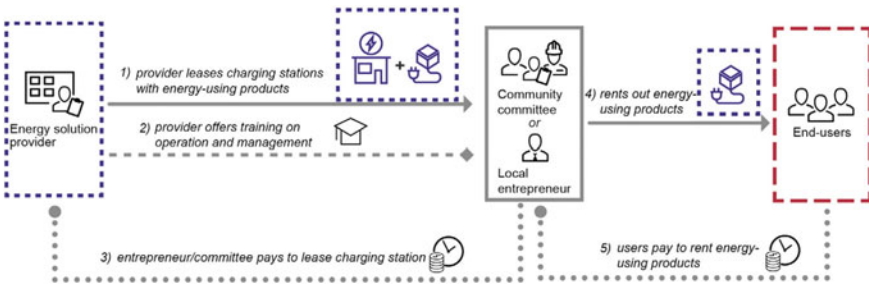 1) provider leases charging stations
with energy-using products
Energy solution
provider
2) provider offers training on
operation and management
Community
committee
or
Local
entrepreneur
4) rents out energy-
using products
End-users
3) entrepreneur/committee pays to lease charging station
5) users pay to rent energy-
using products